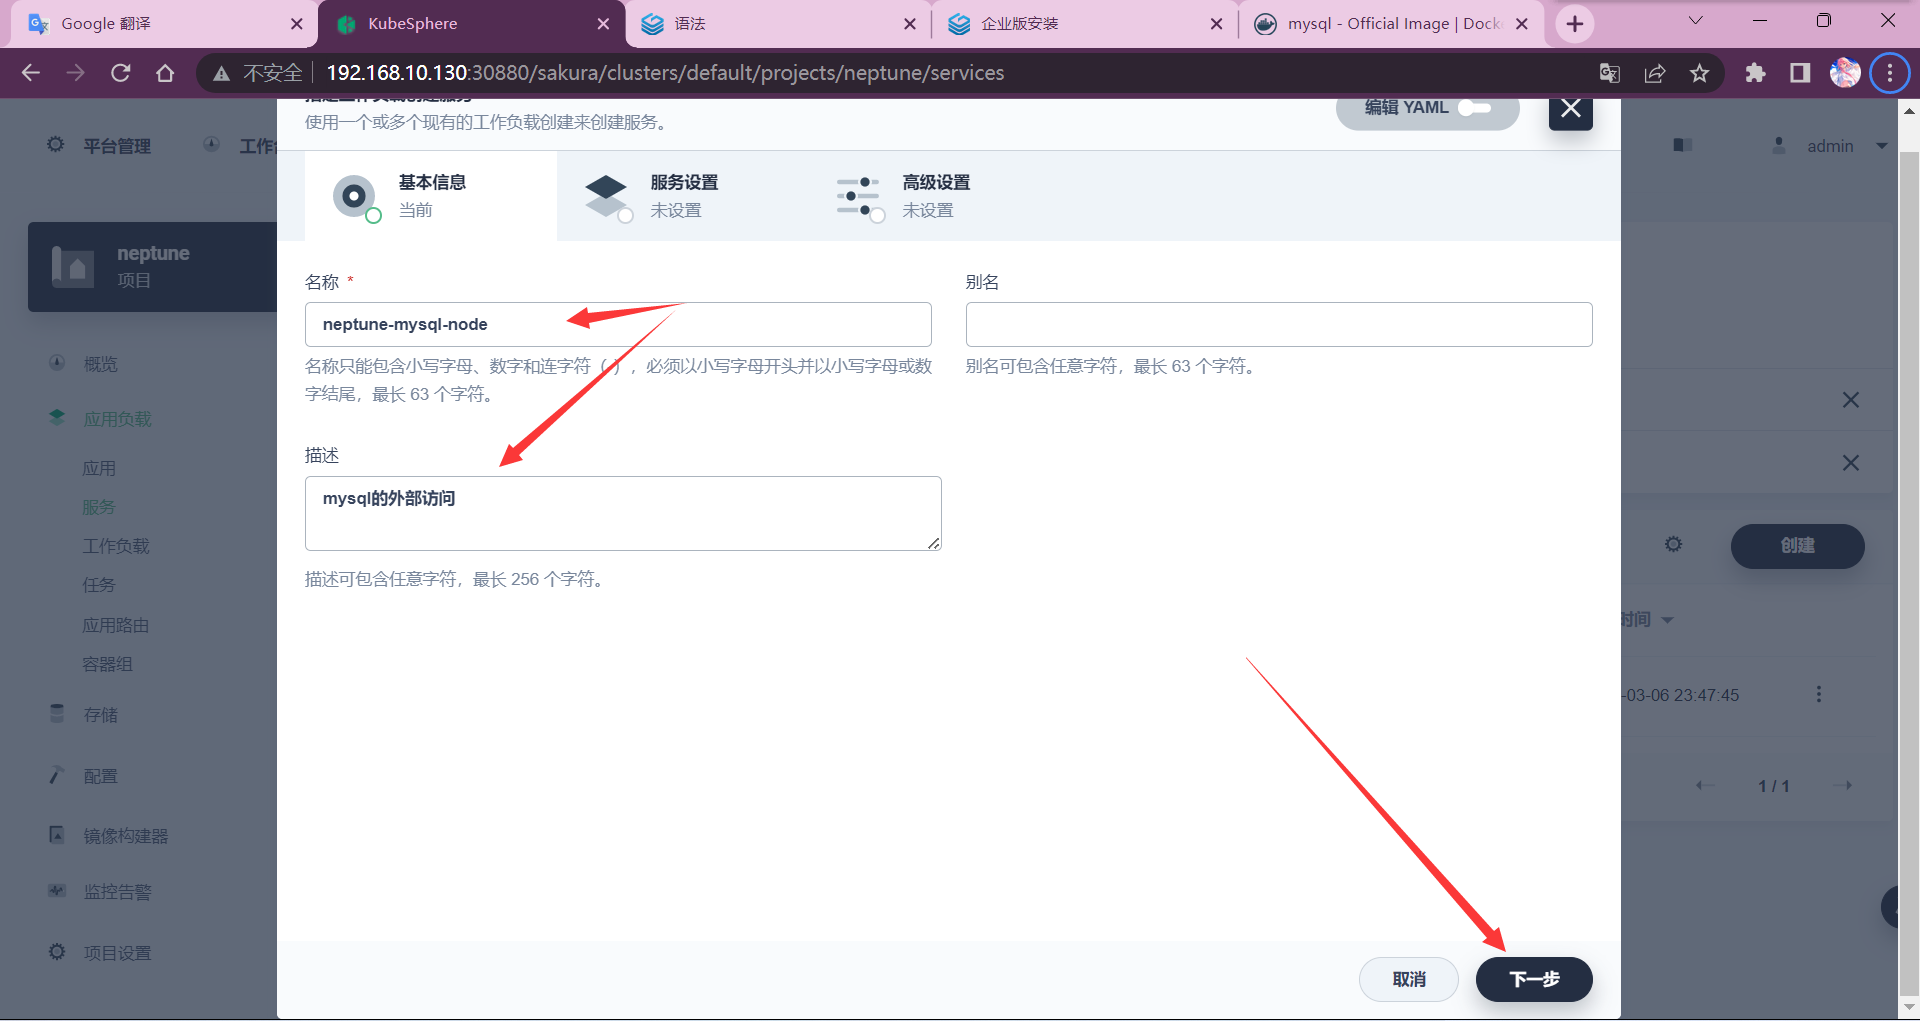 Google 翻译
KubeSphere
语法
企业版安装
mysql - Official Image | Dock
不安全
192.168.10.130:30880/sakura/clusters/default/projects/neptune/services
平台管理
工作
admin
指定工作负载创建服务
使用一个或多个现有的工作负载创建来创建服务。
编辑 YAML
neptune
项目
概览
应用负载
应用
服务
工作负载
任务
应用路由
容器组
存储
配置
镜像构建器
监控告警
项目设置
基本信息
当前
服务设置
未设置
高级设置
未设置
名称 *
neptune-mysql-node
名称只能包含小写字母、数字和连字符（-），必须以小写字母开头并以小写字母或数
字结尾，最长 63 个字符。
别名
别名可包含任意字符，最长 63 个字符。
描述
mysql的外部访问
描述可包含任意字符，最长 256 个字符。
创建
时间
-03-06 23:47:45
1 / 1
取消
下一步